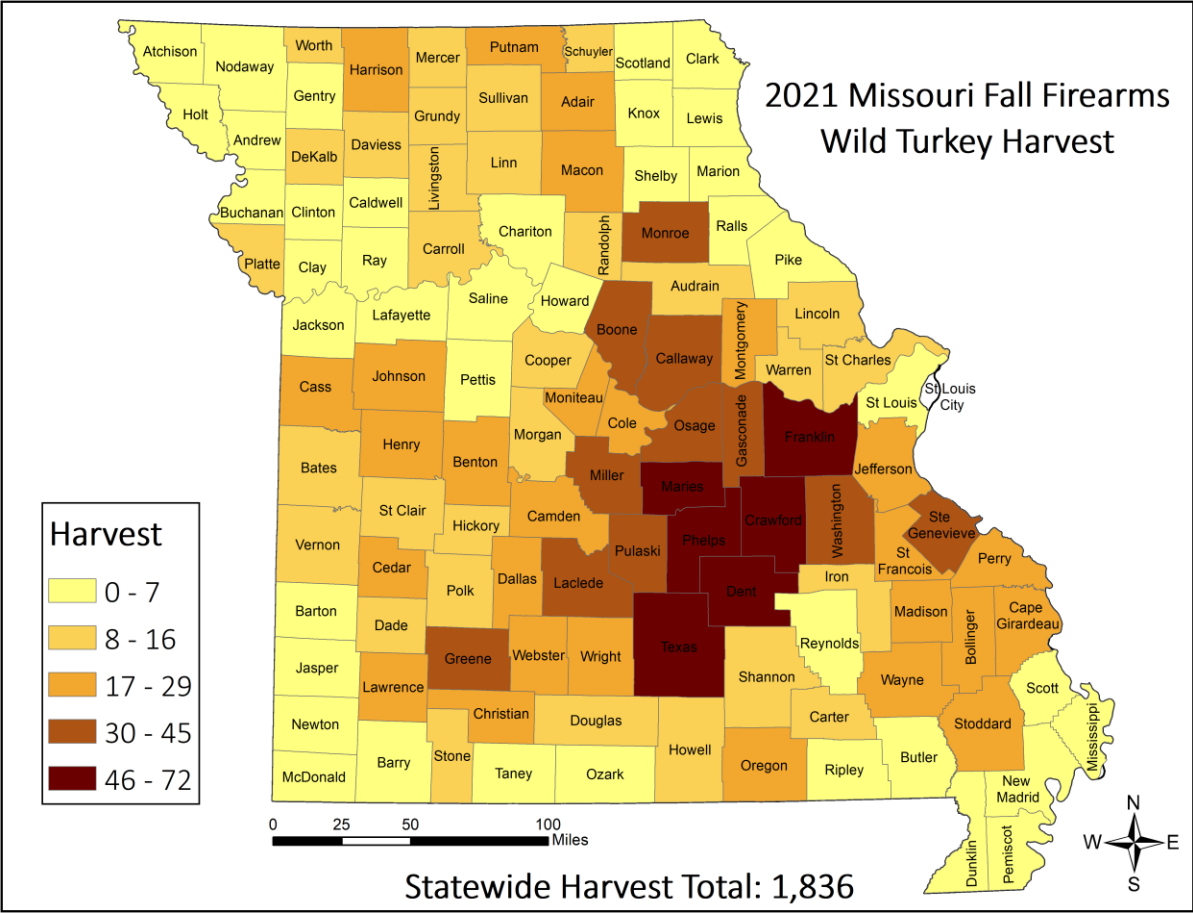 2021 Missouri Fall Firearms
Wild Turkey Harvest
Atchison
Nodaway
Worth
Harrison
Mercer
Putnam
Schuyler
Scotland
Clark
Gentry
Sullivan
Adair
Knox
Lewis
Holt
Andrew
DeKalb
Daviess
Grundy
Livingston
Linn
Macon
Shelby
Marion
Buchanan
Clinton
Caldwell
Chariton
Randolph
Monroe
Ralls
Pike
Platte
Clay
Ray
Carroll
Saline
Howard
Audrain
Jackson
Lafayette
Boone
Callaway
Montgomery
Lincoln
Cooper
Warren
St Charles
Cass
Johnson
Pettis
Moniteau
Cole
Osage
Gasconade
Franklin
St Louis
St Louis
City
Henry
Benton
Morgan
Miller
Maries
Jefferson
Bates
St Clair
Hickory
Camden
Pulaski
Phelps
Crawford
Washington
Ste
Genevieve
St
Francois
Perry
Vernon
Cedar
Polk
Dallas
Laclede
Dent
Iron
Madison
Bollinger
Cape
Girardeau
Barton
Dade
Greene
Webster
Wright
Texas
Reynolds
Jasper
Lawrence
Shannon
Wayne
Scott
Mississippi
Newton
Christian
Douglas
Carter
Stoddard
McDonald
Barry
Stone
Taney
Ozark
Howell
Oregon
Ripley
Butler
New
Madrid
Dunklin
Pemiscot
Harvest
0 - 7
8 - 16
17 - 29
30 - 45
46 - 72
0 25 50 100
Miles
N
W E
S
Statewide Harvest Total: 1,836